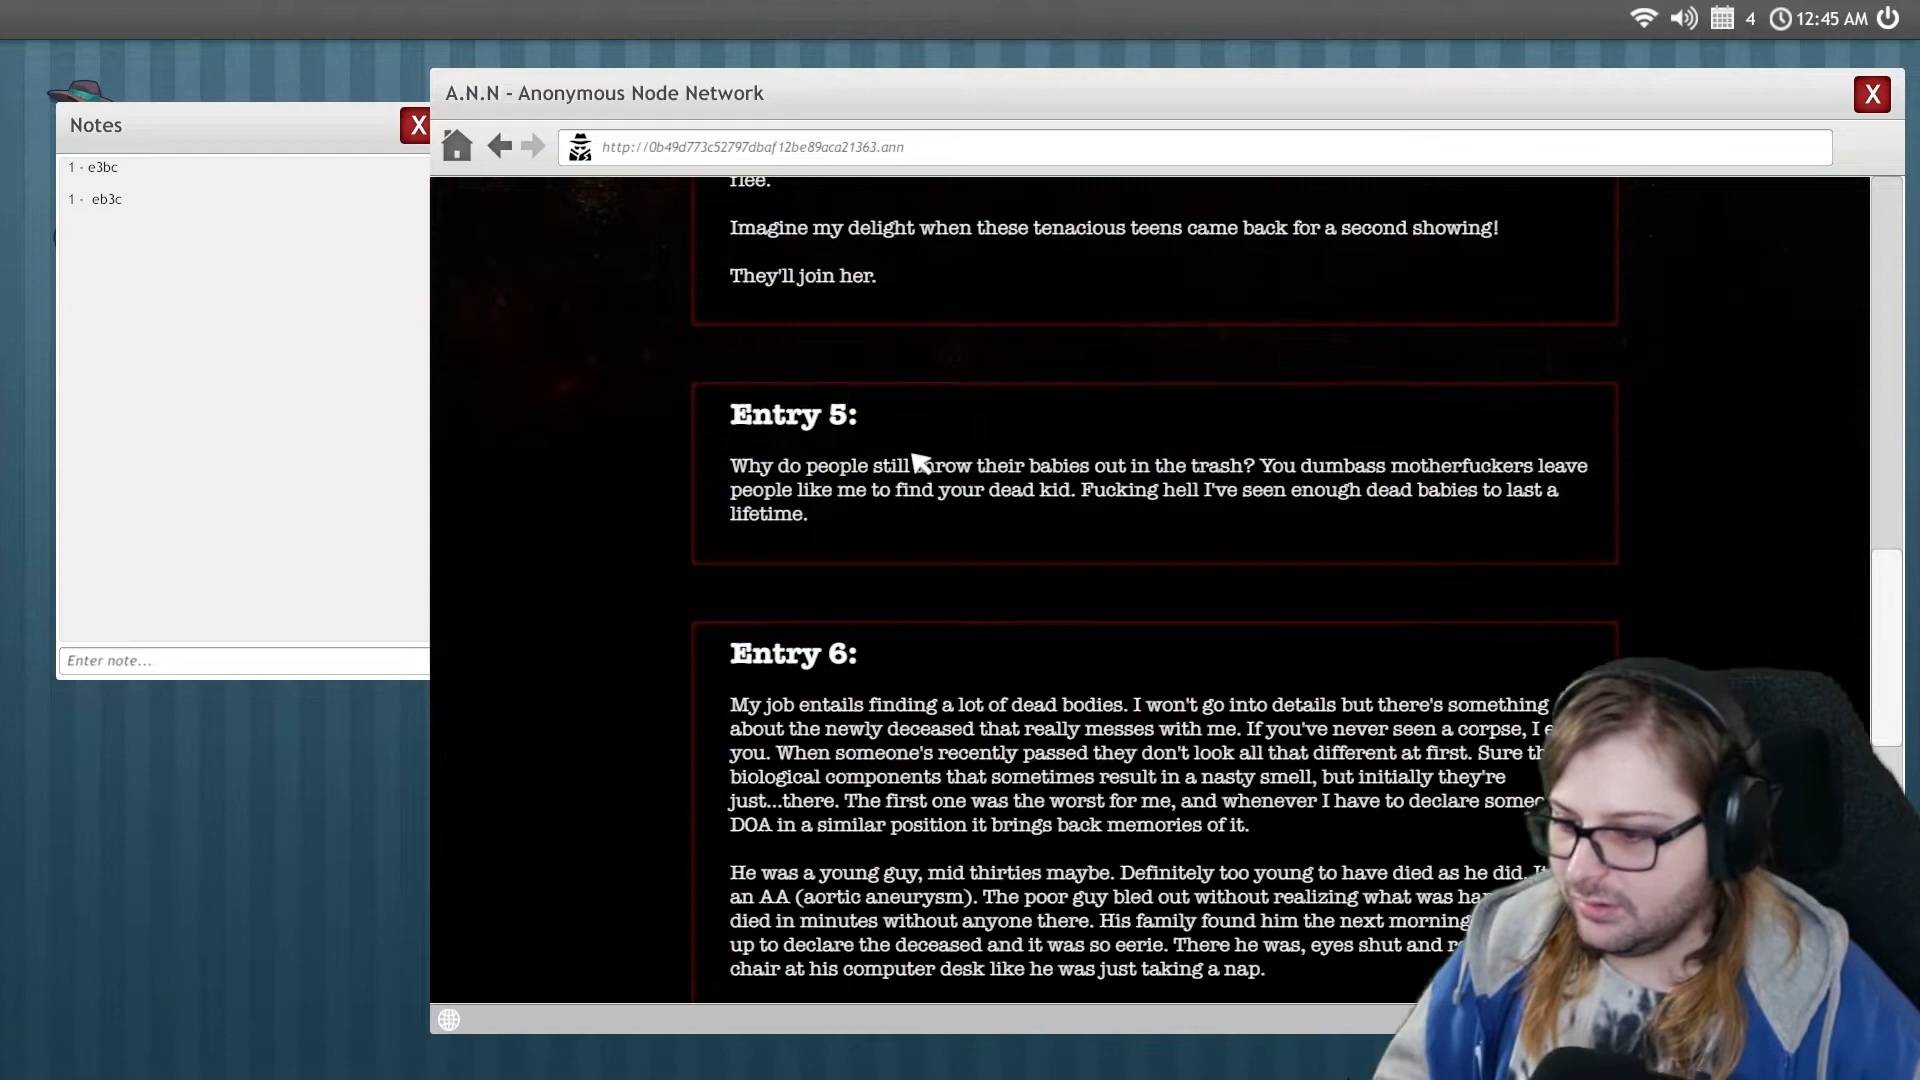 4 12:45 AM
A.N.N - Anonymous Node Network
X
Notes
X
http://0b49d773c52797dbaf12be89aca21363.ann
1 - e3bc
1 - eb3c
Enter note...
flee.
Imagine my delight when these tenacious teens came back for a second showing!
They'll join her.
Entry 5:
Why do people still throw their babies out in the trash? You dumbass motherfuckers leave
people like me to find your dead kid. Fucking hell I've seen enough dead babies to last a
lifetime.
Entry 6:
My job entails finding a lot of dead bodies. I won't go into details but there's something
about the newly deceased that really messes with me. If you've never seen a corpse, I
you. When someone's recently passed they don't look all that different at first. Sure
biological components that sometimes result in a nasty smell, but initially they're
just...there. The first one was the worst for me, and whenever I have to declare
DOA in a similar position it brings back memories of it.
He was a young guy, mid thirties maybe. Definitely too young to have died as he did.
an AA (aortic aneurysm). The poor guy bled out without realizing what was
died in minutes without anyone there. His family found him the next morning
up to declare the deceased and it was so eerie. There he was, eyes shut and
chair at his computer desk like he was just taking a nap.